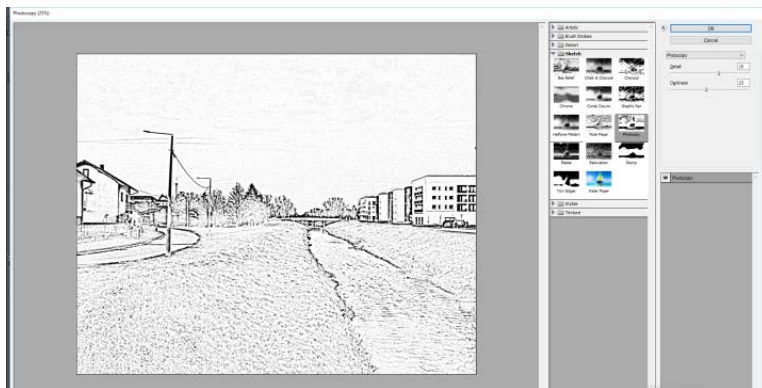 Photocopy (25%)
Artistic
Brush Strokes
Distort
Sketch
Bas Relief
Chalk & Charcoal
Charcoal
Chrome
Conté Crayon
Graphic Pen
Halftone Pattern
Note Paper
Photocopy
Plaster
Reticulation
Stamp
Torn Edges
Water Paper
Stylize
Texture
OK
Cancel
Photocopy
Detail
Darkness
Photocopy